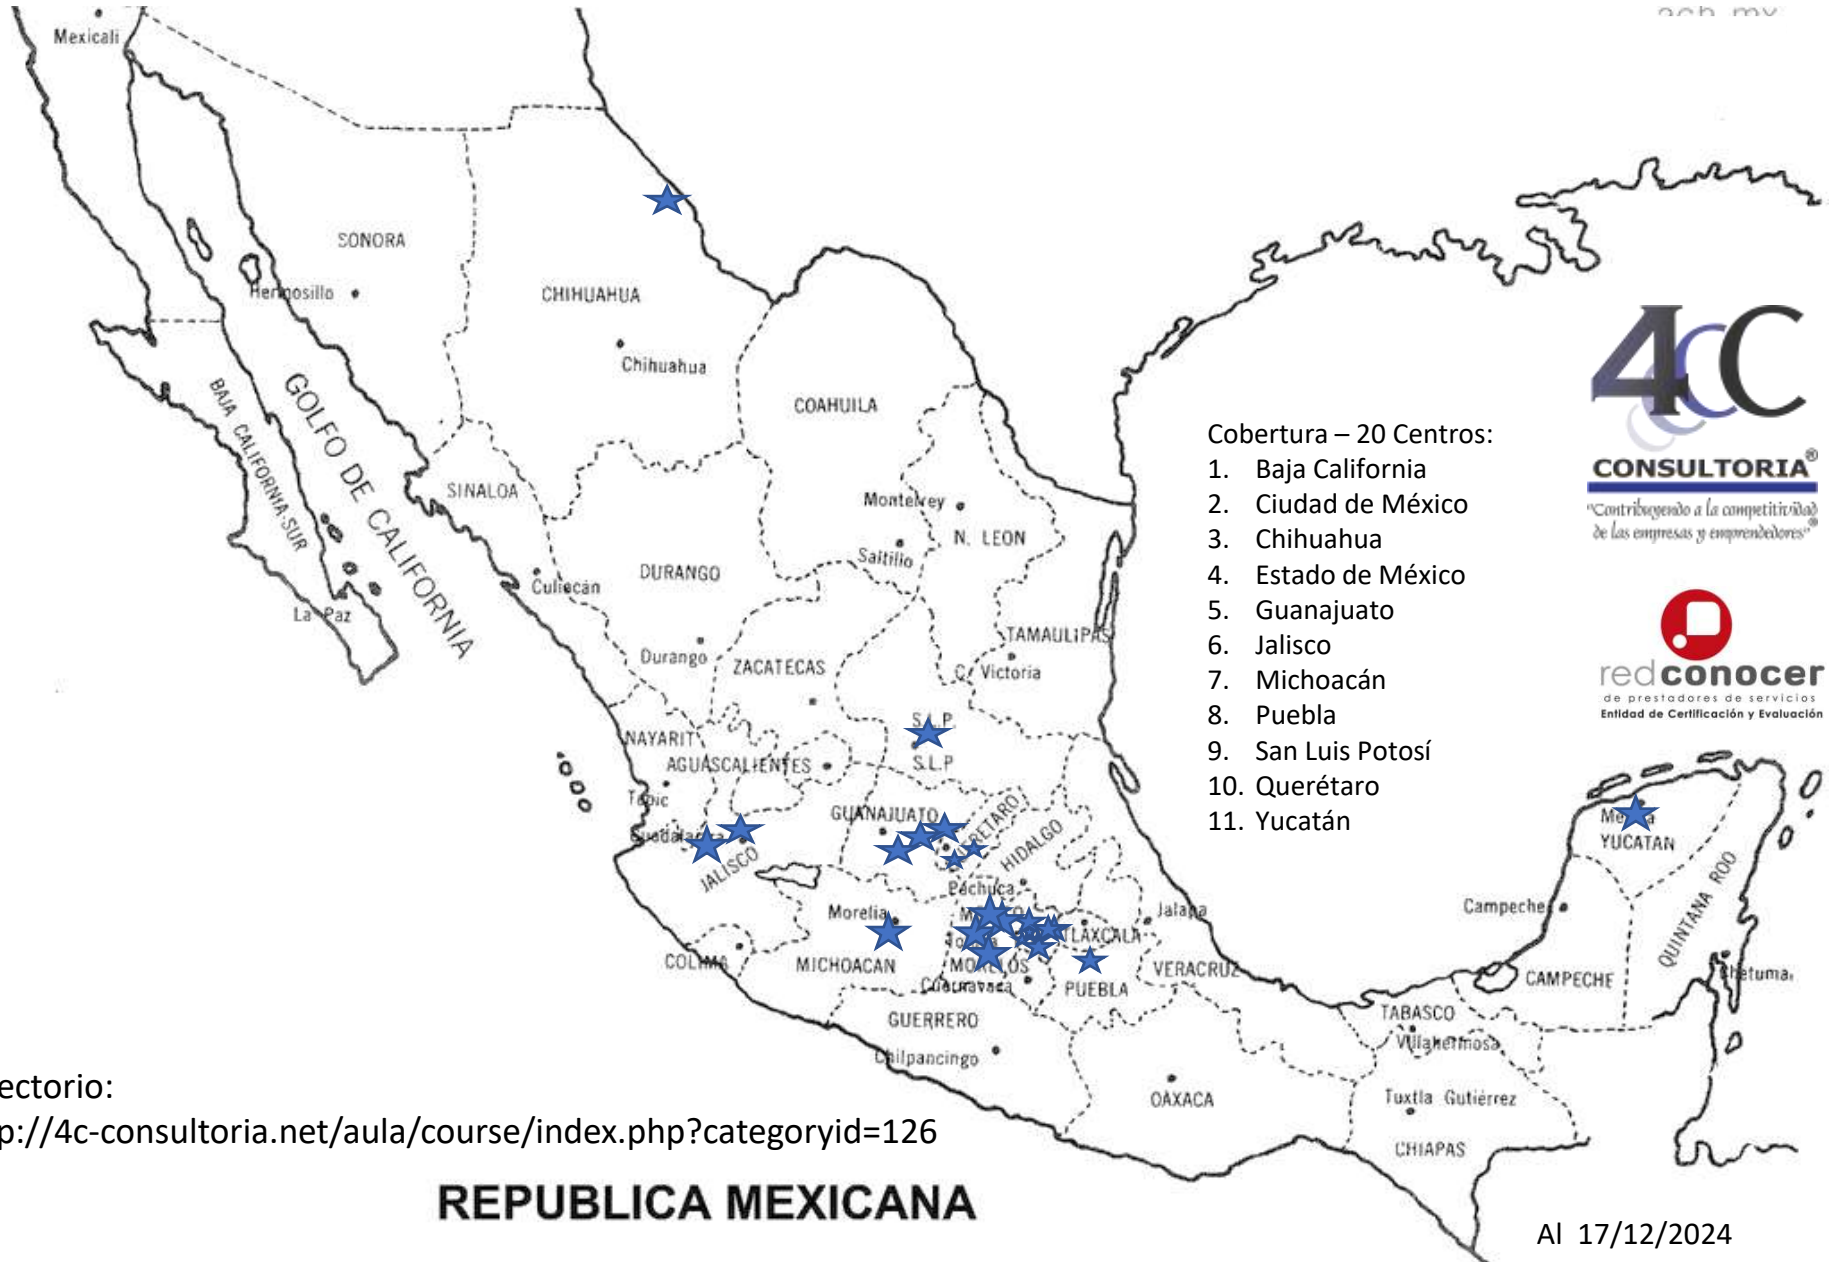 ach mx
Mexicali
SONORA
Hermosillo
CHIHUAHUA
Chihuahua
COAHUILA
BAJA CALIFORNIA-SUR
GOLFO DE CALIFORNIA
SINALOA
Monterrey
N. LEON
Saltillo
DURANGO
Culiacán
La Paz
Durango
ZACATECAS
TAMAULIPAS
C. Victoria
S.L.P.
S.L.P
NAYARIT
AGUASCALIENTES
Tepic
GUANAJUATO
QUERETARO
HIDALGO
Guadalajara
JALISCO
Pachuca
Morelia
Jalapa
TLAXCALA
COLIMA
MICHOACAN
MORELOS
Cuernavaca
PUEBLA
VERACRUZ
GUERRERO
Chilpancingo
OAXACA
TABASCO
Villahermosa
Tuxtla Gutiérrez
CHIAPAS
Campeche
CAMPECHE
YUCATAN
QUINTANA ROO
Chetumal
Cobertura – 20 Centros:
1. Baja California
2. Ciudad de México
3. Chihuahua
4. Estado de México
5. Guanajuato
6. Jalisco
7. Michoacán
8. Puebla
9. San Luis Potosí
10. Querétaro
11. Yucatán
4CCC
CONSULTORIA®
"Contribuyendo a la competitividad
de las empresas y emprendedores"®
redconocer
de prestadores de servicios
Entidad de Certificación y Evaluación
ectorio:
p://4c-consultoria.net/aula/course/index.php?categoryid=126
REPUBLICA MEXICANA
Al 17/12/2024